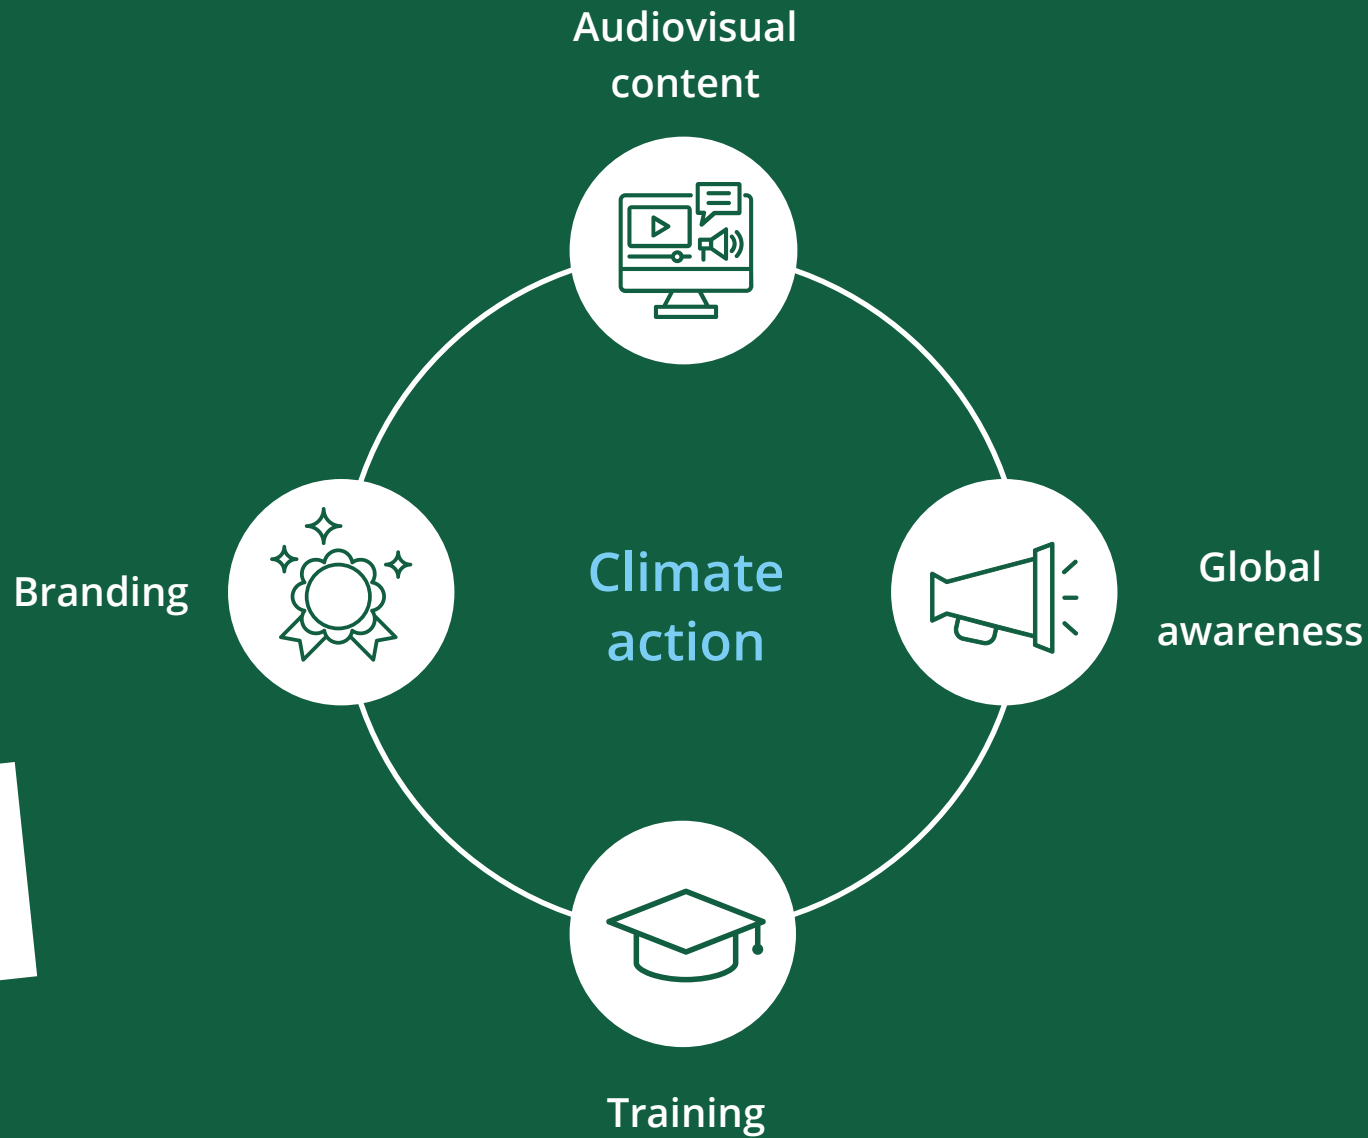 Audiovisual
content
Branding
Climate
action
Global
awareness
Training